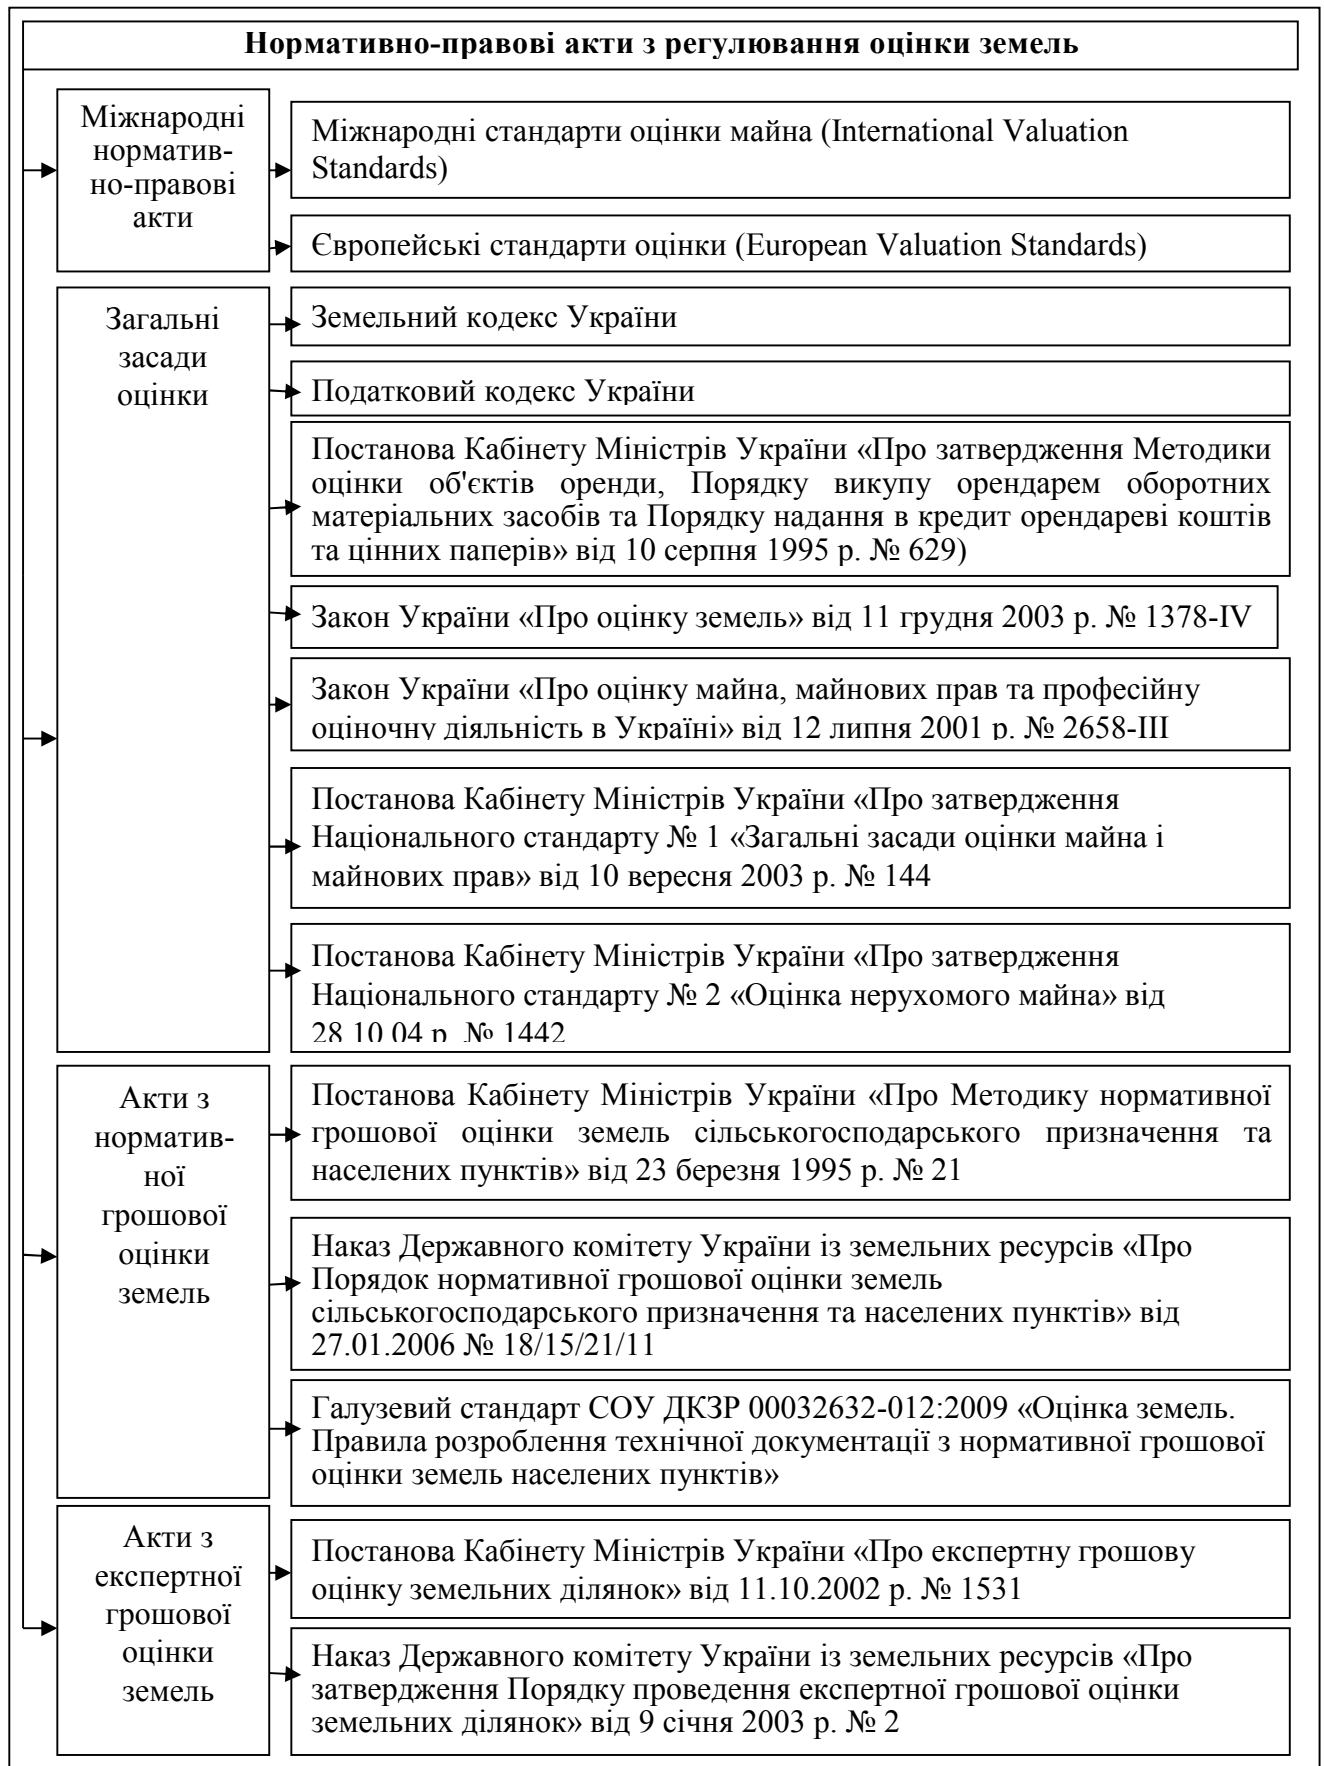 Нормативно-правові акти з регулювання оцінки земель
Міжнародні
норматив-
но-правові
акти
Міжнародні стандарти оцінки майна (International Valuation
Standards)
Європейські стандарти оцінки (European Valuation Standards)
Загальні
засади
оцінки
Земельний кодекс України
Податковий кодекс України
Постанова Кабінету Міністрів України «Про затвердження Методики
оцінки об'єктів оренди, Порядку викупу орендарем оборотних
матеріальних засобів та Порядку надання в кредит орендареві коштів
та цінних паперів» від 10 серпня 1995 р. № 629)
Закон України «Про оцінку земель» від 11 грудня 2003 р. № 1378-IV
Закон України «Про оцінку майна, майнових прав та професійну
оціночну діяльність в Україні» від 12 липня 2001 р. № 2658-III
Постанова Кабінету Міністрів України «Про затвердження
Національного стандарту № 1 «Загальні засади оцінки майна і
майнових прав» від 10 вересня 2003 р. № 144
Постанова Кабінету Міністрів України «Про затвердження
Національного стандарту № 2 «Оцінка нерухомого майна» від
28.10.04 р. № 1442
Акти з
норматив-
ної
грошової
оцінки
земель
Постанова Кабінету Міністрів України «Про Методику нормативної
грошової оцінки земель сільськогосподарського призначення та
населених пунктів» від 23 березня 1995 р. № 21
Наказ Державного комітету України із земельних ресурсів «Про
Порядок нормативної грошової оцінки земель
сільськогосподарського призначення та населених пунктів» від
27.01.2006 № 18/15/21/11
Галузевий стандарт СОУ ДКЗР 00032632-012:2009 «Оцінка земель.
Правила розроблення технічної документації з нормативної грошової
оцінки земель населених пунктів»
Акти з
експертної
грошової
оцінки
земель
Постанова Кабінету Міністрів України «Про експертну грошову
оцінку земельних ділянок» від 11.10.2002 р. № 1531
Наказ Державного комітету України із земельних ресурсів «Про
затвердження Порядку проведення експертної грошової оцінки
земельних ділянок» від 9 січня 2003 р. № 2